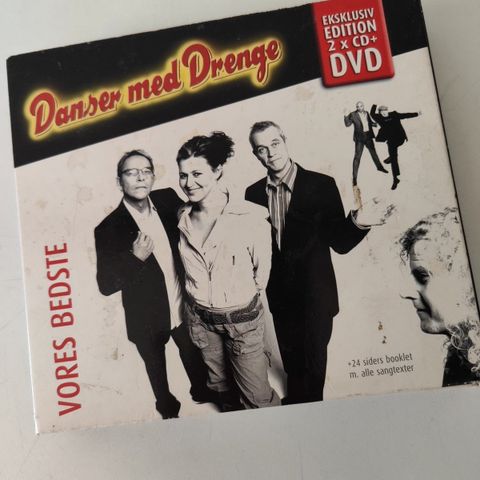 Danser med Drenge
EKSKLUSIV
EDITION
2 x CD+
DVD
VORES BEDSTE
+24 siders booklet
m. alle sangtexter